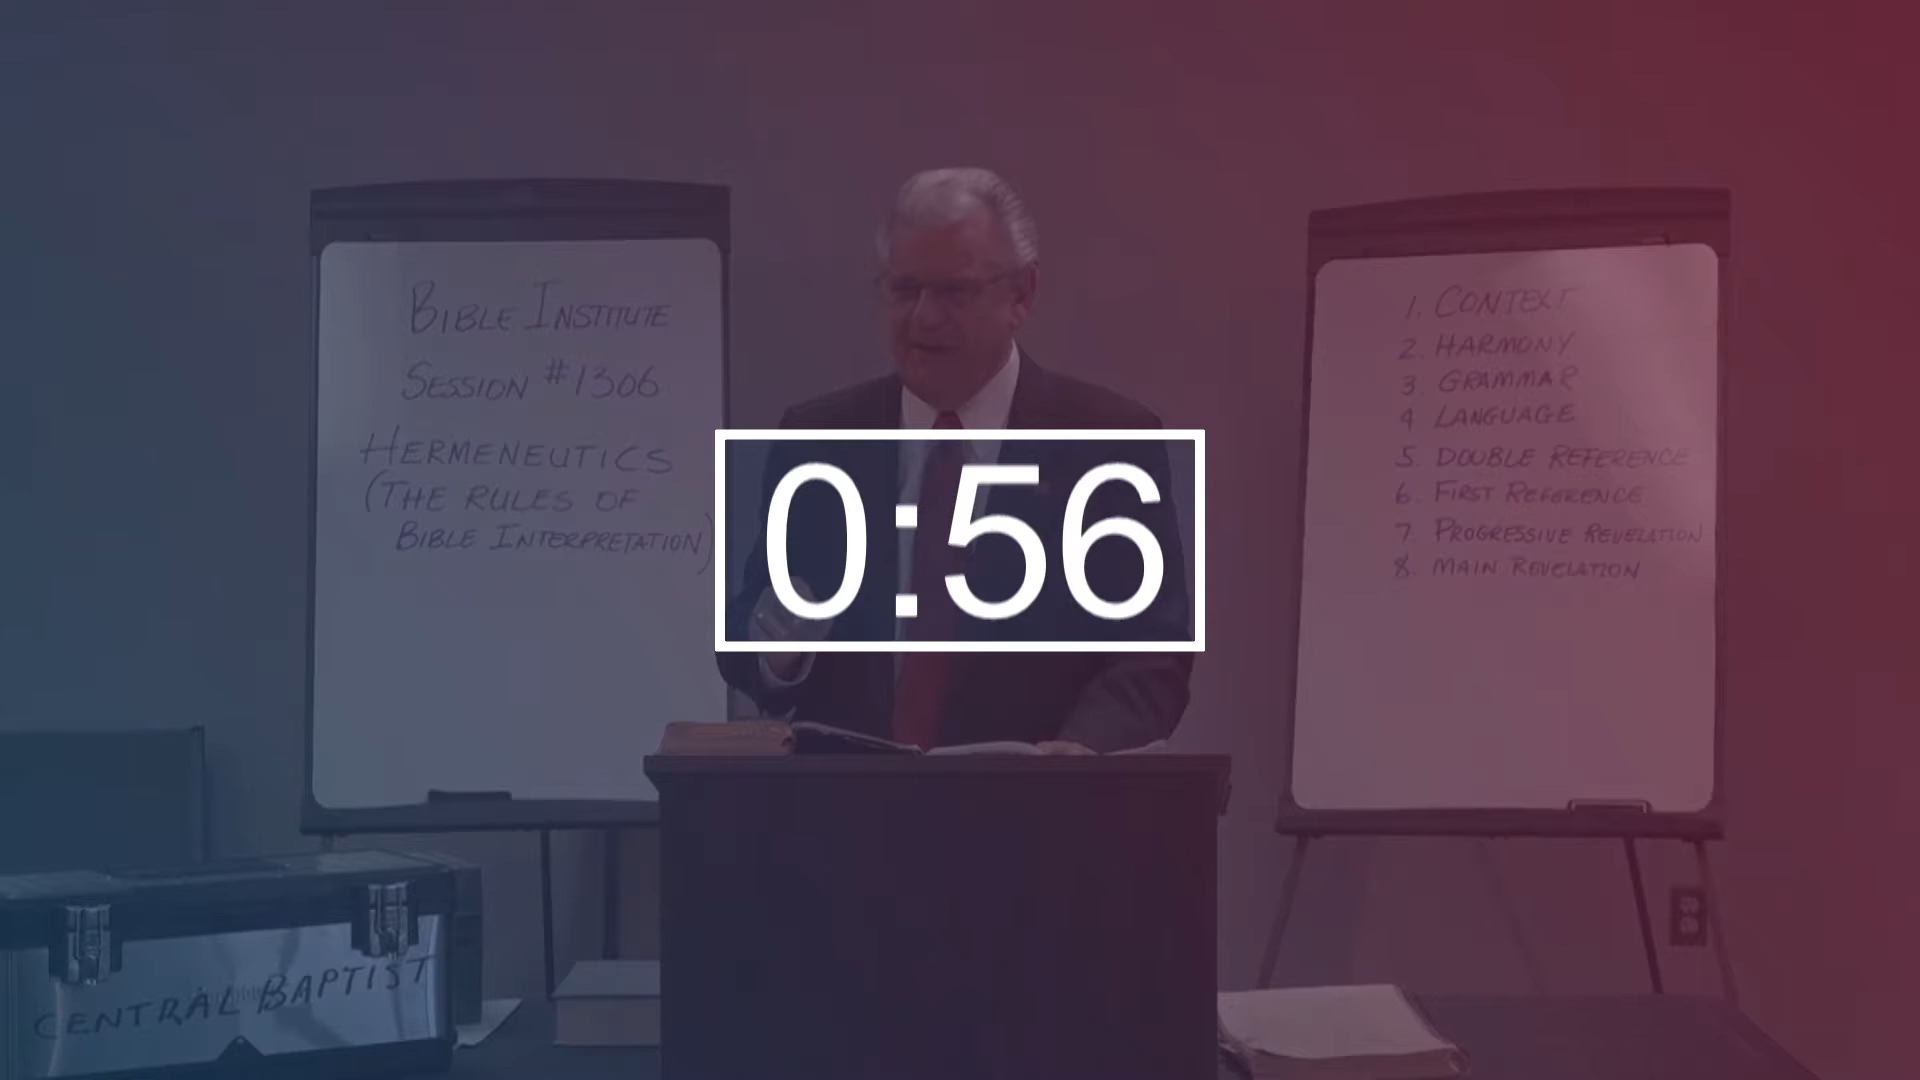 BIBLE INSTITUTE
SESSION #1306
HERMENEUTICS
(THE RULES OF
BIBLE INTERPRETATION)
0:56
1. CONTEXT
2. HARMONY
3. GRAMMAR
4 LANGUAGE
5. DOUBLE REFERENCE
6. FIRST REFERENCE
7. PROGRESSIVE REVELATION
8. MAIN REVELATION
CENTRAL BAPTIST